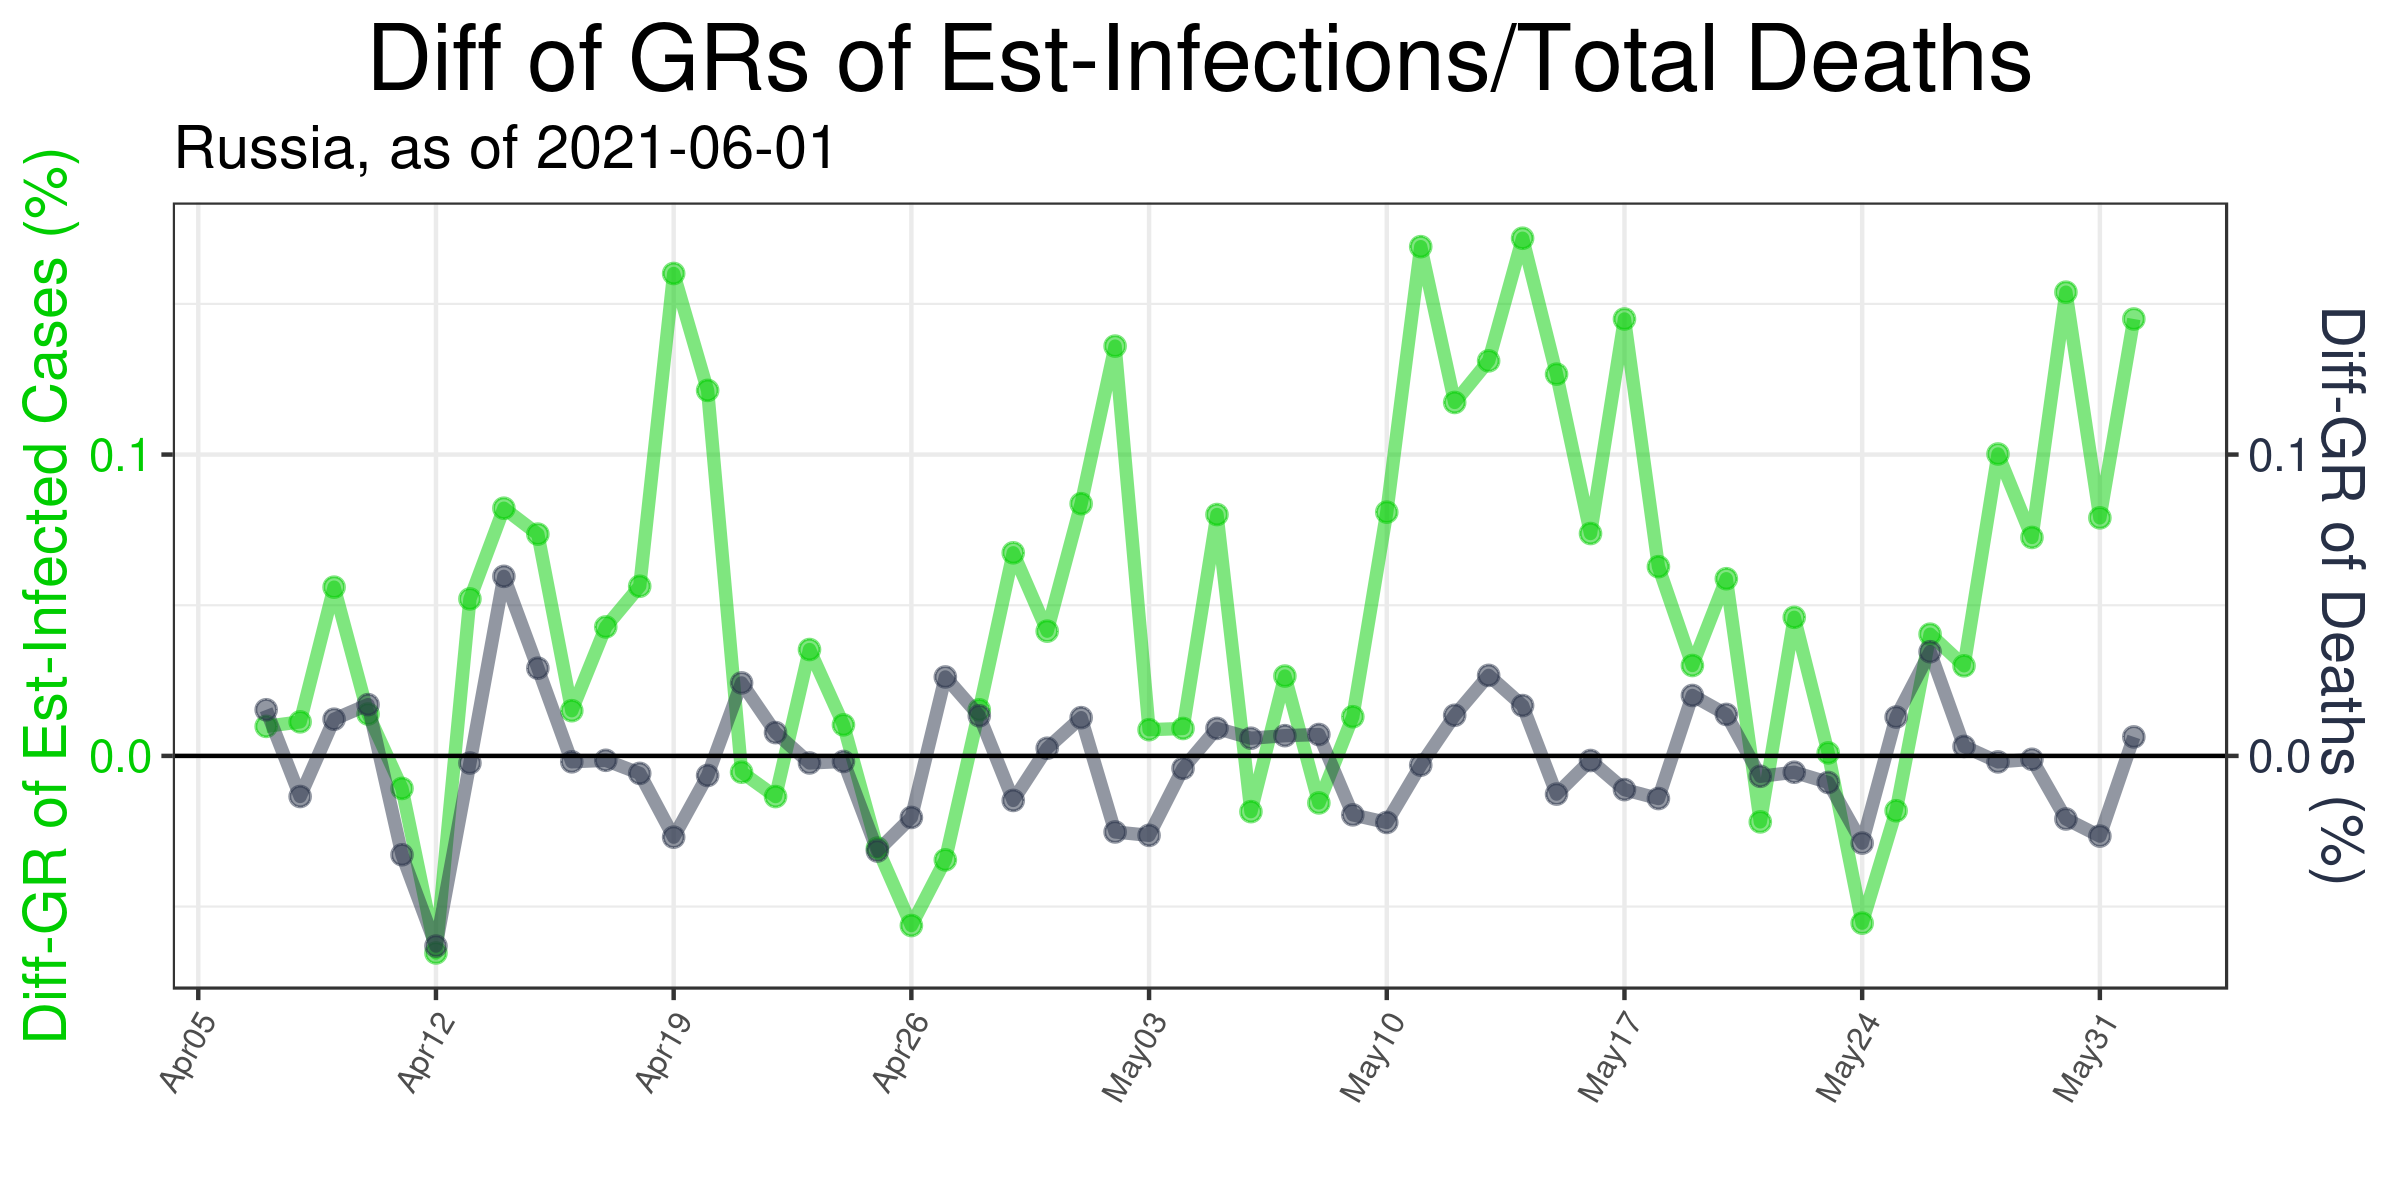 Diff of GRs of Est-Infections/Total Deaths
Russia, as of 2021-06-01
Diff-GR of Est-Infected Cases (%)
0.1
0.0
0.1
0.0
Diff-GR of Deaths (%)
Apr05
Apr12
Apr19
Apr26
May03
May10
May17
May24
May31